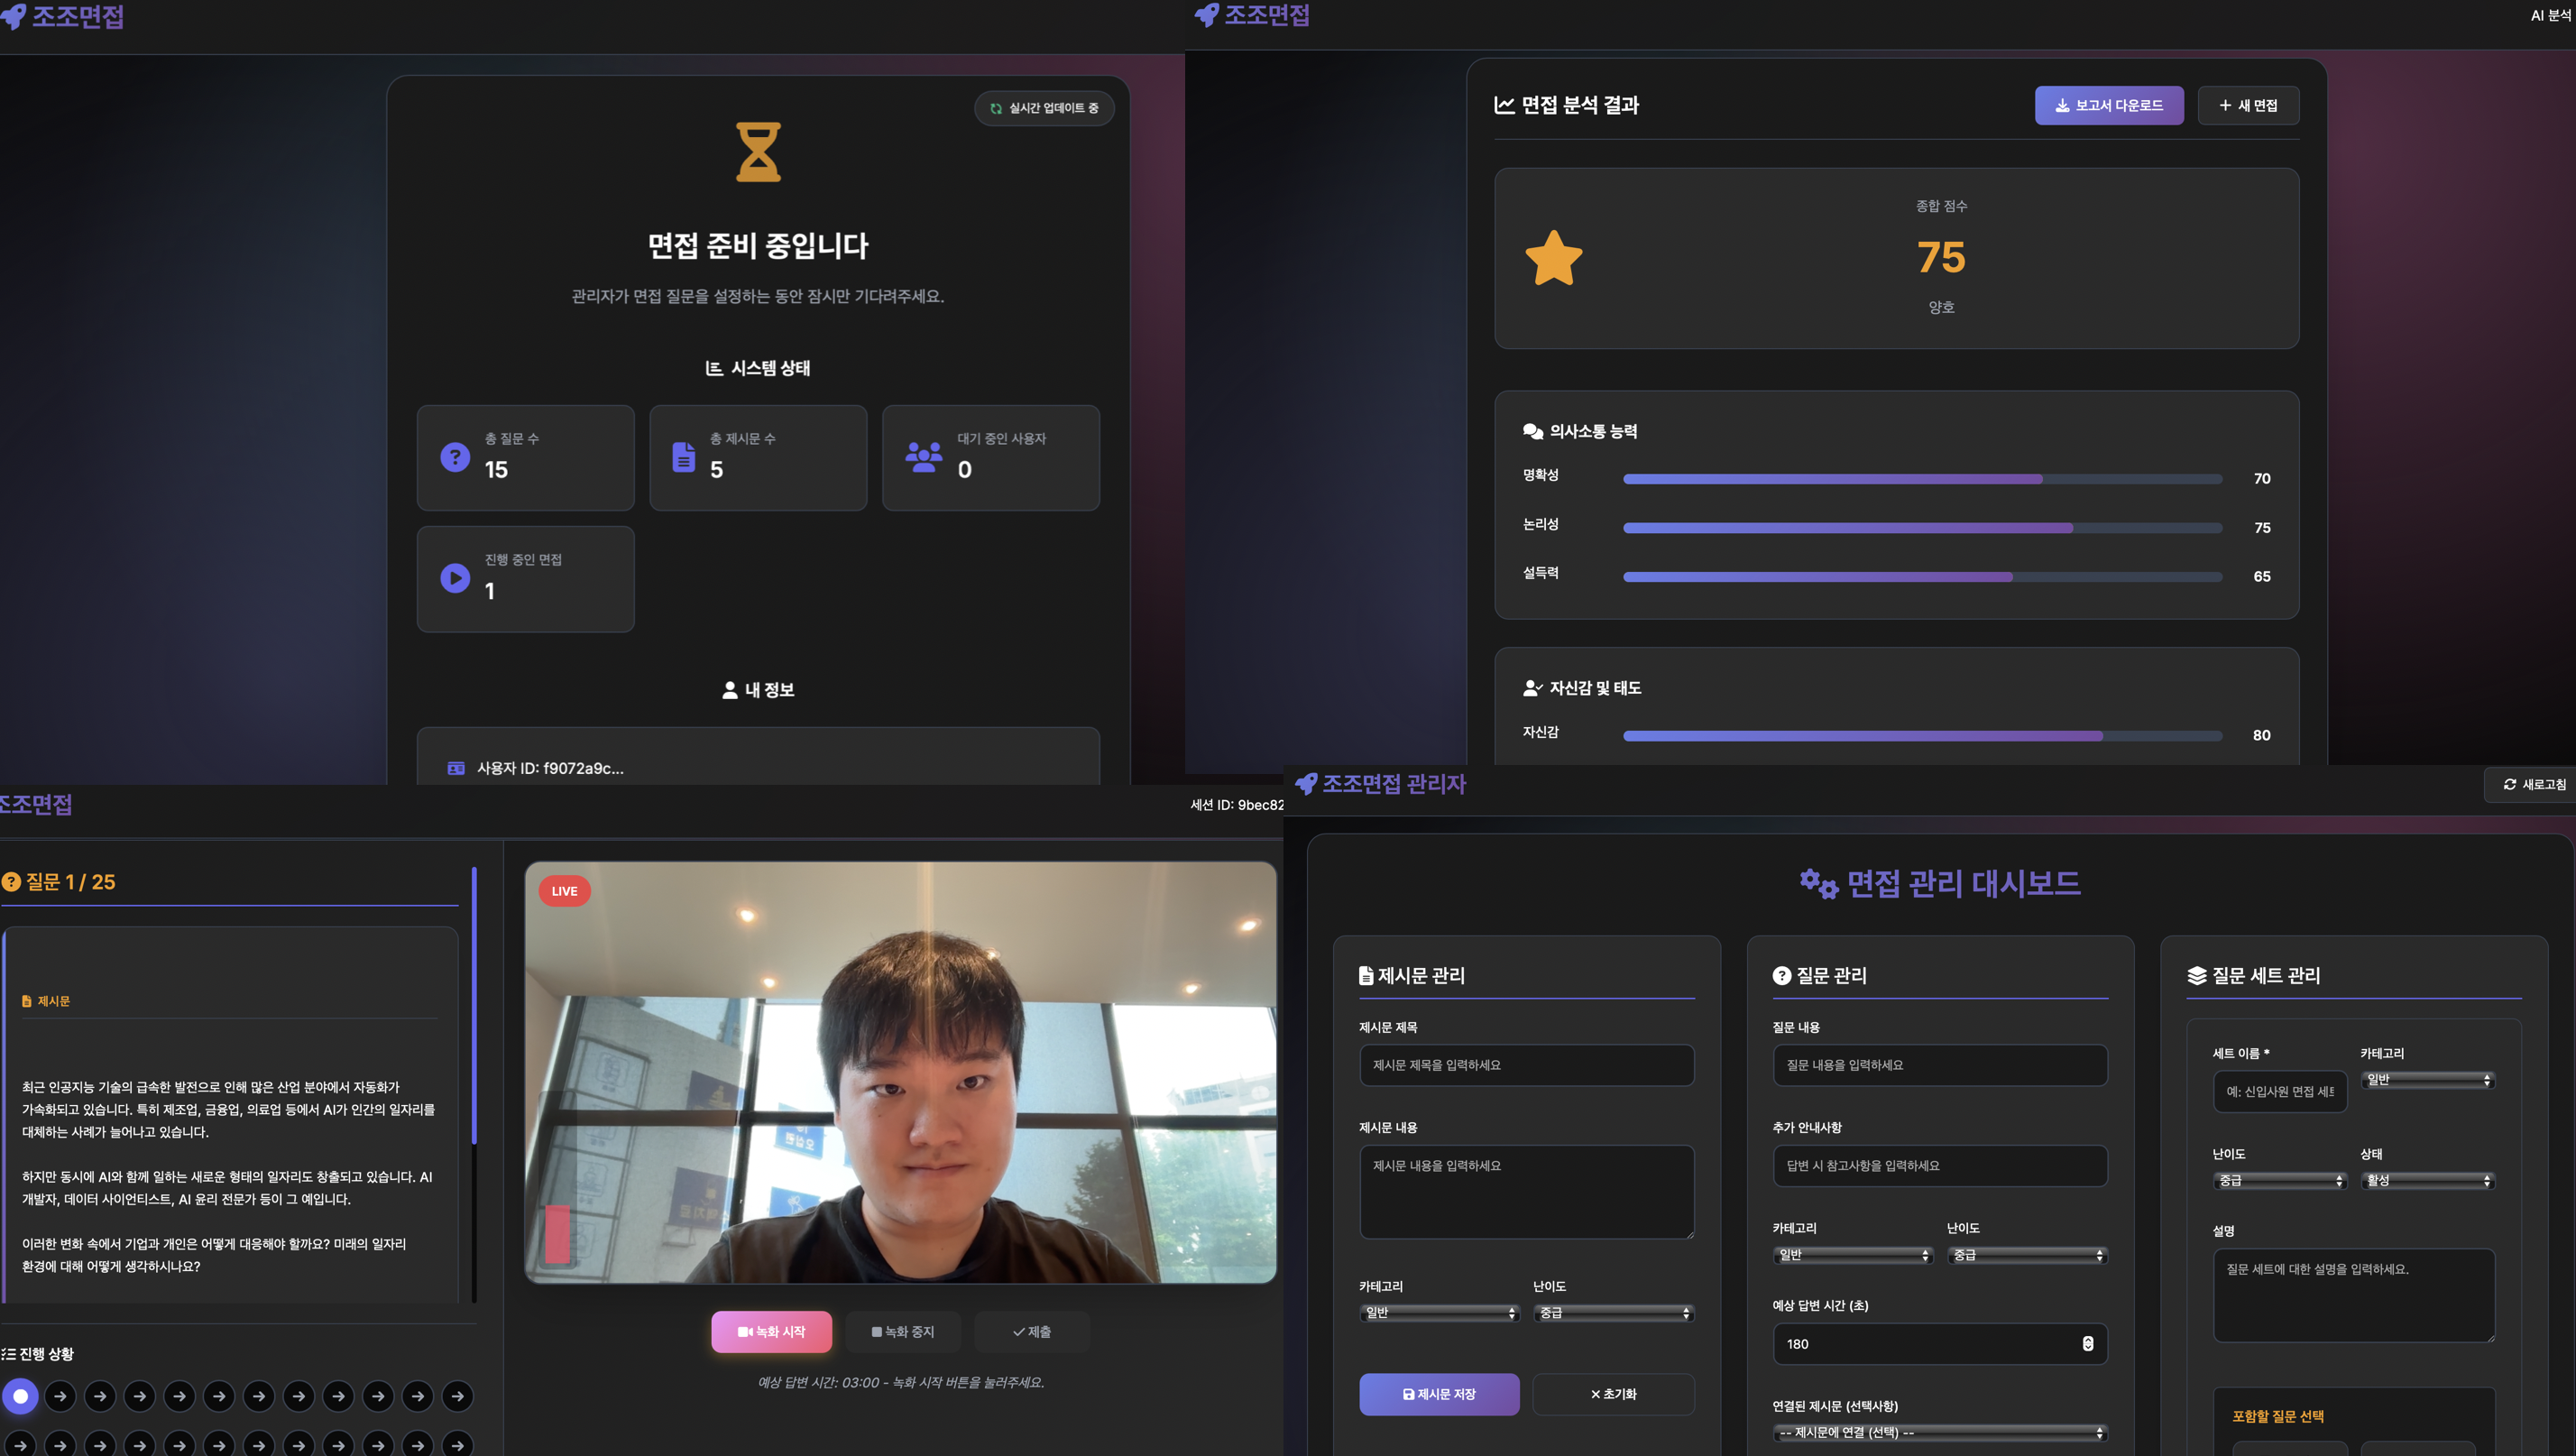 조조면접
실시간 업데이트 중
면접 준비 중입니다
관리자가 면접 질문을 설정하는 동안 잠시만 기다려주세요.
시스템 상태
총 질문 수
15
총 제시문 수
5
대기 중인 사용자
0
진행 중인 면접
1
내 정보
사용자 ID: f9072a9c...
조조면접
AI 분석
면접 분석 결과
보고서 다운로드
새 면접
종합 점수
75
양호
의사소통 능력
명확성
70
논리성
75
설득력
65
자신감 및 태도
자신감
80
조조면접
세션 ID: 9bec82
질문 1 / 25
제시문
최근 인공지능 기술의 급속한 발전으로 인해 많은 산업 분야에서 자동화가
가속화되고 있습니다. 특히 제조업, 금융업, 의료업 등에서 AI가 인간의 일자리를
대체하는 사례가 늘어나고 있습니다.
하지만 동시에 AI와 함께 일하는 새로운 형태의 일자리도 창출되고 있습니다. AI
개발자, 데이터 사이언티스트, AI 윤리 전문가 등이 그 예입니다.
이러한 변화 속에서 기업과 개인은 어떻게 대응해야 할까요? 미래의 일자리
환경에 대해 어떻게 생각하시나요?
진행 상황
LIVE
녹화 시작
녹화 중지
제출
예상 답변 시간: 03:00 - 녹화 시작 버튼을 눌러주세요.
조조면접 관리자
새로고침
면접 관리 대시보드
제시문 관리
제시문 제목
제시문 제목을 입력하세요
제시문 내용
제시문 내용을 입력하세요
카테고리
난이도
일반
중급
제시문 저장
초기화
질문 관리
질문 내용
질문 내용을 입력하세요
추가 안내사항
답변 시 참고사항을 입력하세요
카테고리
난이도
일반
중급
예상 답변 시간 (초)
180
연결된 제시문 (선택사항)
-- 제시문에 연결 (선택) --
질문 세트 관리
세트 이름 *
카테고리
예: 신입사원 면접 세트
일반
난이도
상태
중급
활성
설명
질문 세트에 대한 설명을 입력하세요.
포함할 질문 선택